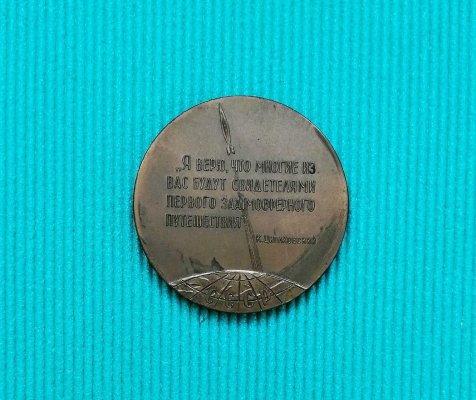 „Я ВЕРЮ, ЧТО МНОГИЕ ИЗ
ВАС БУДУТ СВИДЕТЕЛЯМИ
ПЕРВОГО ЗААТМОСФЕРНОГО
ПУТЕШЕСТВИЯ"
К. ЦИОЛКОВСКИЙ
СССР